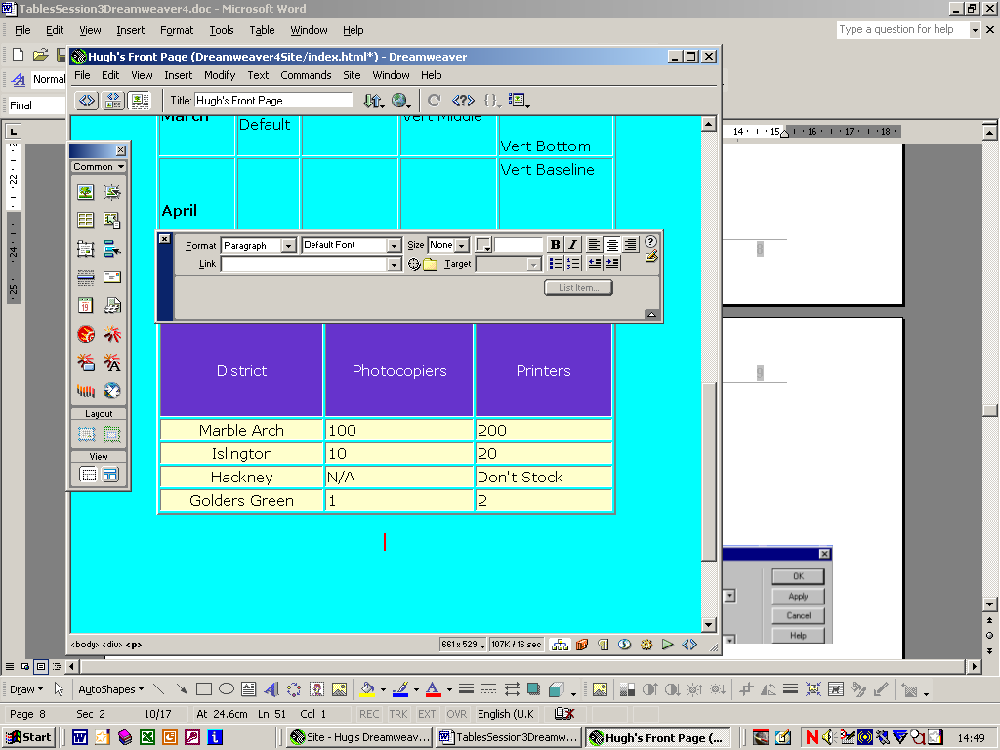 TablesSession3Dreamweaver4.doc - Microsoft Word
File Edit View Insert Format Tools Table Window Help
Type a question for help
Normal
Final
Hugh's Front Page (Dreamweaver4Site/index.html*) - Dreamweaver
File Edit View Insert Modify Text Commands Site Window Help
Title: Hugh's Front Page
14 15 16 17 18
22
24
25
Common
March Default Vert Middle
Vert Bottom
Vert Baseline
April
Format Paragraph Default Font Size None B I
Link Target
List Item...
District Photocopiers Printers
Marble Arch 100 200
Islington 10 20
Hackney N/A Don't Stock
Golders Green 1 2
Layout
View
8
9
OK
Apply
Cancel
Help
<body> <div> <p>
661 x 529 107K / 16 sec
Draw AutoShapes
Page 8 Sec 2 10/17 At 24.6cm Ln 51 Col 1 REC TRK EXT OVR English (U.K
Start Site - Hug's Dreamweav... TablesSession3Dreamw... Hugh's Front Page (... 14:49